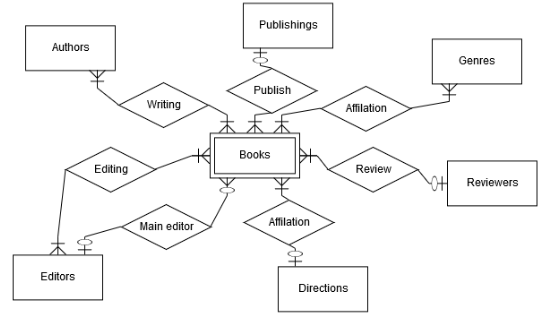 Publishings
Authors
Genres
Writing
Publish
Affilation
Books
Editing
Review
Reviewers
Main editor
Affilation
Editors
Directions